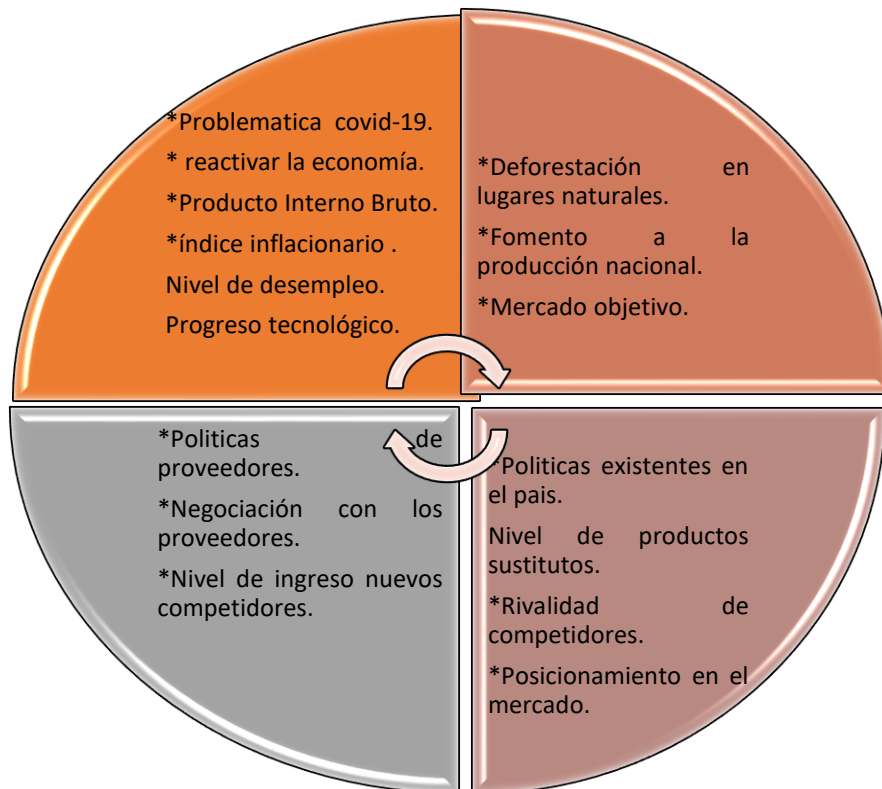 *Problematica covid-19.
* reactivar la economía.
*Producto Interno Bruto.
*índice inflacionario .
Nivel de desempleo.
Progreso tecnológico.
*Deforestación en
lugares naturales.
*Fomento a la
producción nacional.
*Mercado objetivo.
*Politicas de
proveedores.
*Negociación con los
proveedores.
*Nivel de ingreso nuevos
competidores.
*Politicas existentes en
el pais.
Nivel de productos
sustitutos.
*Rivalidad de
competidores.
*Posicionamiento en el
mercado.